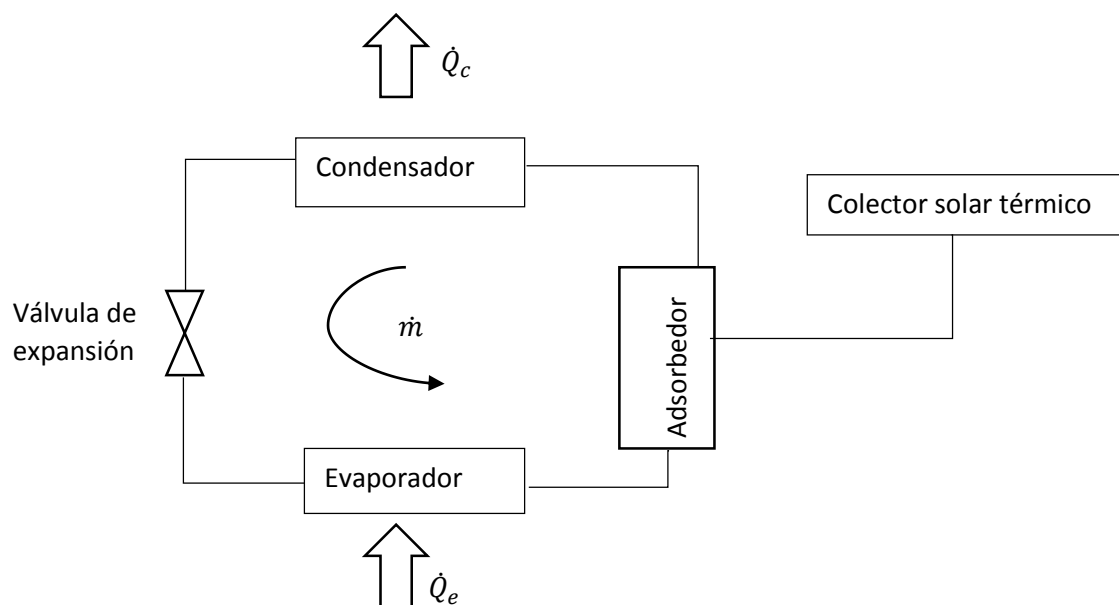 Q̇c
Condensador
Colector solar térmico
Válvula de
expansión
ṁ
Adsorbedor
Evaporador
Q̇e